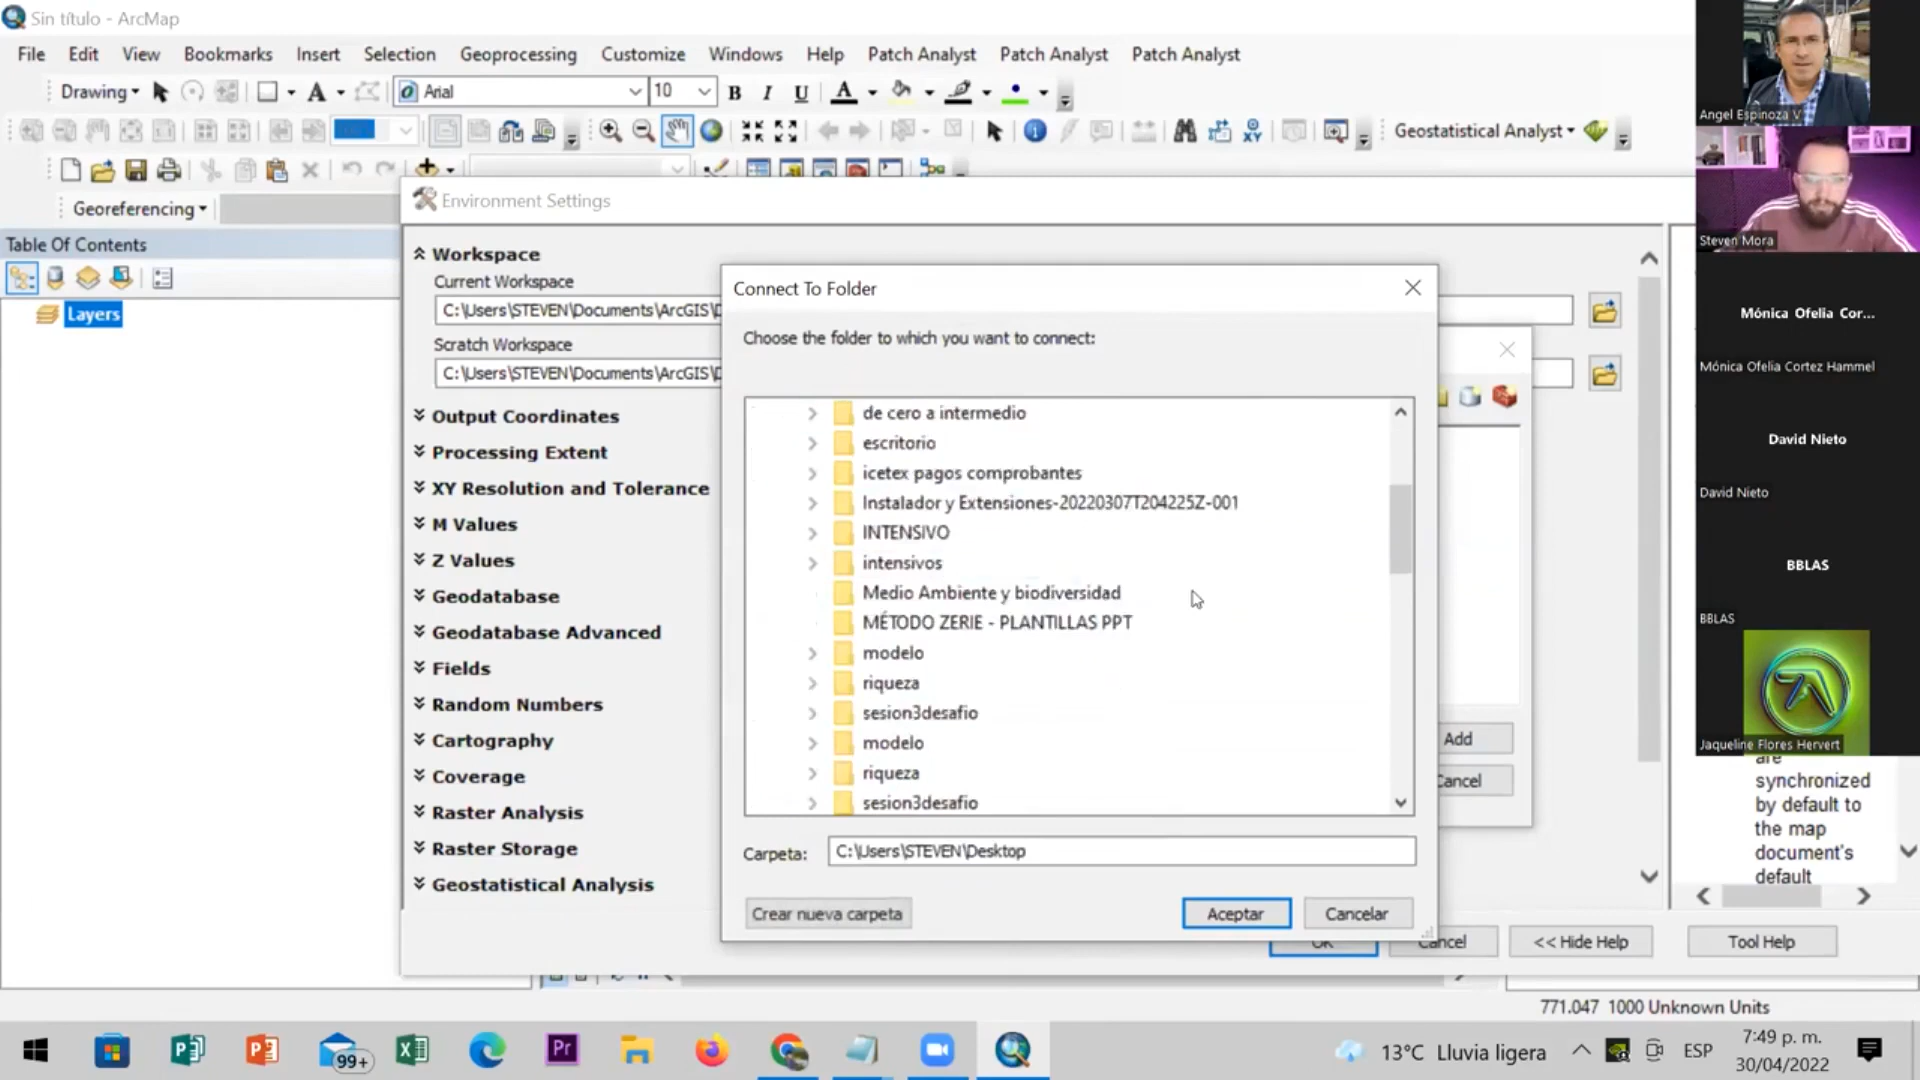 Sin título - ArcMap
File Edit View Bookmarks Insert Selection Geoprocessing Customize Windows Help Patch Analyst Patch Analyst Patch Analyst
Drawing Arial 10 B I U
Geostatistical Analyst
Georeferencing
Table Of Contents
Layers
Environment Settings
Workspace
Current Workspace
C:\Users\STEVEN\Documents\ArcGIS\D
Scratch Workspace
C:\Users\STEVEN\Documents\ArcGIS\D
Output Coordinates
Processing Extent
XY Resolution and Tolerance
M Values
Z Values
Geodatabase
Geodatabase Advanced
Fields
Random Numbers
Cartography
Coverage
Raster Analysis
Raster Storage
Geostatistical Analysis
Connect To Folder
Choose the folder to which you want to connect:
de cero a intermedio
escritorio
icetex pagos comprobantes
Instalador y Extensiones-20220307T204225Z-001
INTENSIVO
intensivos
Medio Ambiente y biodiversidad
MÉTODO ZERIE - PLANTILLAS PPT
modelo
riqueza
sesion3desafio
modelo
riqueza
sesion3desafio
Carpeta: C:\Users\STEVEN\Desktop
Crear nueva carpeta Aceptar Cancelar
Add
Cancel
OK Cancel << Hide Help Tool Help
are
synchronized
by default to
the map
document's
default
Angel Espinoza V
Steven Mora
Mónica Ofelia Cor...
Mónica Ofelia Cortez Hammel
David Nieto
David Nieto
BBLAS
BBLAS
Jaqueline Flores Hervert
771.047 1000 Unknown Units
99+ Pr 13°C Lluvia ligera ESP 7:49 p. m.
30/04/2022